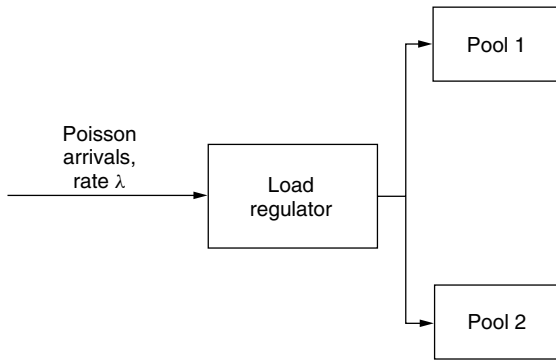 Pool 1
Poisson
arrivals,
rate λ
Load
regulator
Pool 2